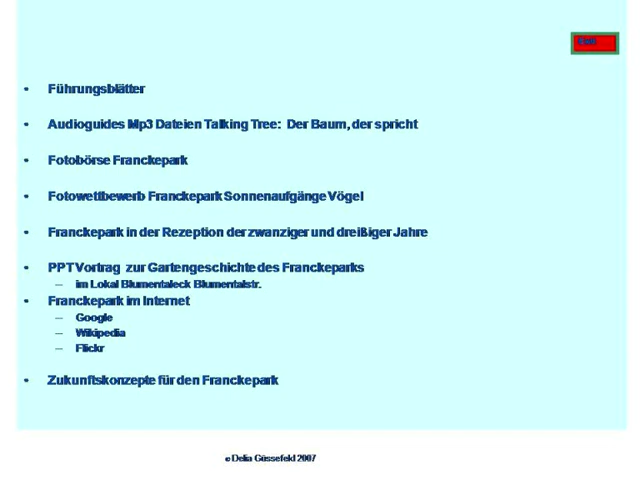 • Führungsblätter
• Audioguides Mp3 Dateien Talking Tree: Der Baum, der spricht
• Fotobörse Franckepark
• Fotowettbewerb Franckepark Sonnenaufgänge Vögel
• Franckepark in der Rezeption der zwanziger und dreißiger Jahre
• PPT Vortrag zur Gartengeschichte des Franckeparks
– im Lokal Blumentaleck Blumentalstr.
• Franckepark im Internet
– Google
– Wikipedia
– Flickr
• Zukunftskonzepte für den Franckepark
c Delia Güssefeld 2007